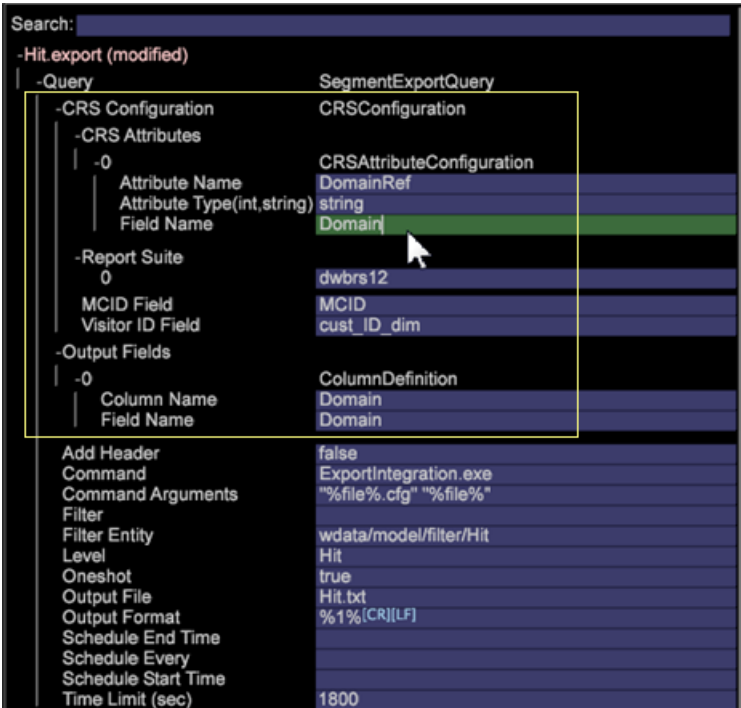 Search:
-Hit.export (modified)
-Query SegmentExportQuery
-CRS Configuration CRSConfiguration
-CRS Attributes
-0 CRSAttributeConfiguration
Attribute Name DomainRef
Attribute Type(int,string) string
Field Name Domain
-Report Suite
0 dwbrs12
MCID Field MCID
Visitor ID Field cust_ID_dim
-Output Fields
-0 ColumnDefinition
Column Name Domain
Field Name Domain
Add Header false
Command ExportIntegration.exe
Command Arguments "%file%.cfg" "%file%"
Filter
Filter Entity wdata/model/filter/Hit
Level Hit
Oneshot true
Output File Hit.txt
Output Format %1%[CR][LF]
Schedule End Time
Schedule Every
Schedule Start Time
Time Limit (sec) 1800